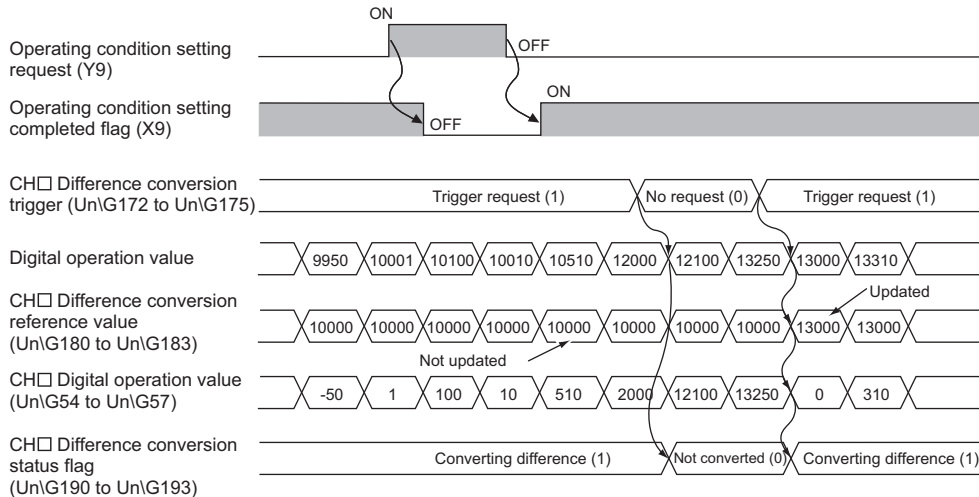 ON
Operating condition setting
request (Y9)
OFF
Operating condition setting
completed flag (X9)
OFF
ON
CH□ Difference conversion
trigger (Un\G172 to Un\G175)
Trigger request (1) No request (0) Trigger request (1)
Digital operation value
9950 10001 10100 10010 10510 12000 12100 13250 13000 13310
Updated
CH□ Difference conversion
reference value
(Un\G180 to Un\G183)
10000 10000 10000 10000 10000 10000 10000 10000 13000 13000
Not updated
CH□ Digital operation value
(Un\G54 to Un\G57)
-50 1 100 10 510 2000 12100 13250 0 310
CH□ Difference conversion
status flag
(Un\G190 to Un\G193)
Converting difference (1) Not converted (0) Converting difference (1)